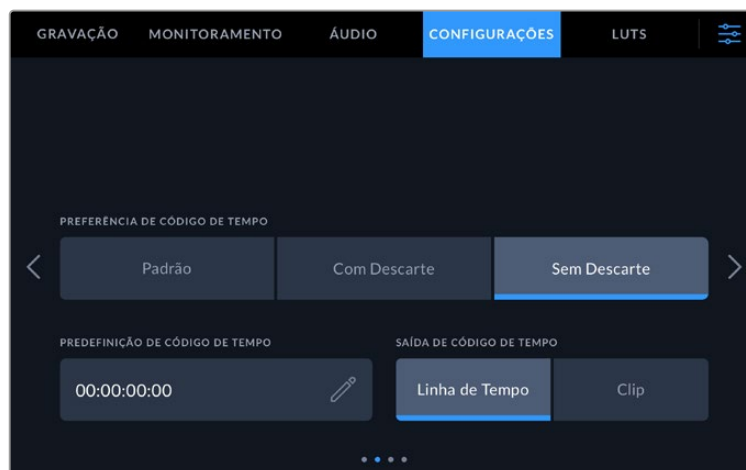 GRAVAÇÃO MONITORAMENTO ÁUDIO CONFIGURAÇÕES LUTS
PREFERÊNCIA DE CÓDIGO DE TEMPO
Padrão Com Descarte Sem Descarte
PREDEFINIÇÃO DE CÓDIGO DE TEMPO SAÍDA DE CÓDIGO DE TEMPO
00:00:00:00 Linha de Tempo Clip